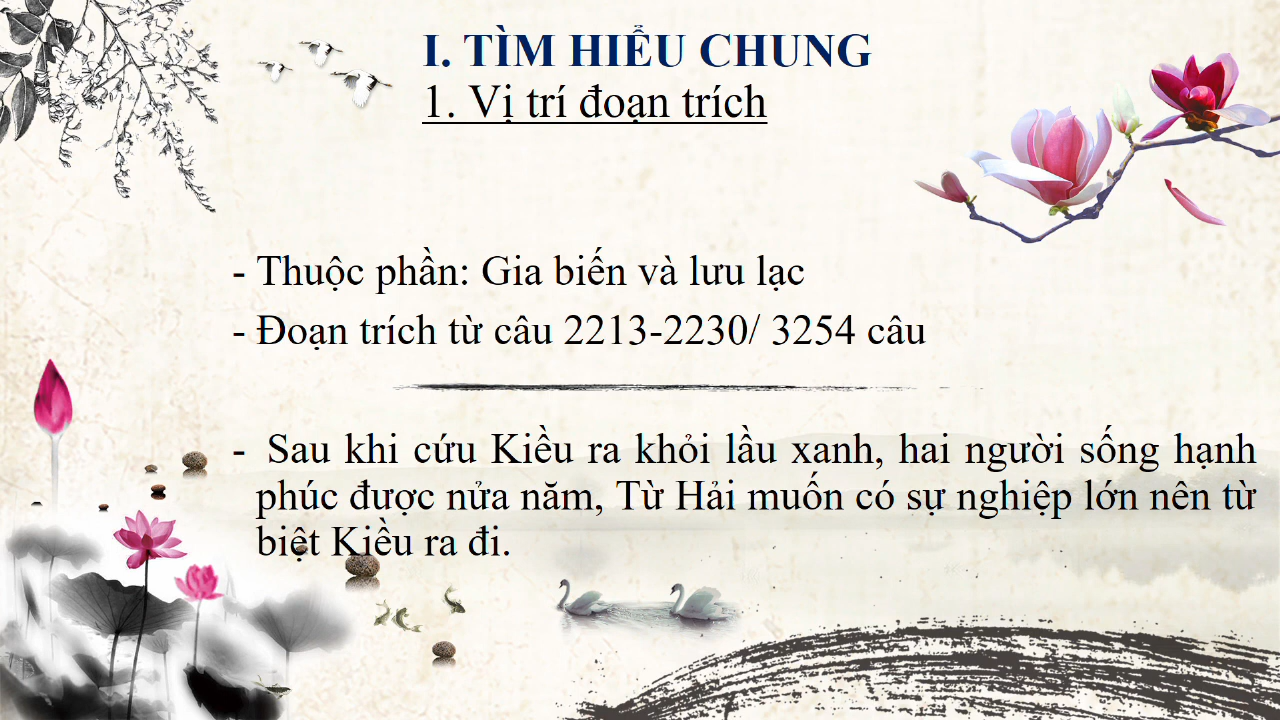 I. TÌM HIỂU CHUNG
1. Vị trí đoạn trích
- Thuộc phần: Gia biến và lưu lạc
- Đoạn trích từ câu 2213-2230/ 3254 câu
- Sau khi cứu Kiều ra khỏi lầu xanh, hai người sống hạnh
phúc được nửa năm, Từ Hải muốn có sự nghiệp lớn nên từ
biệt Kiều ra đi.